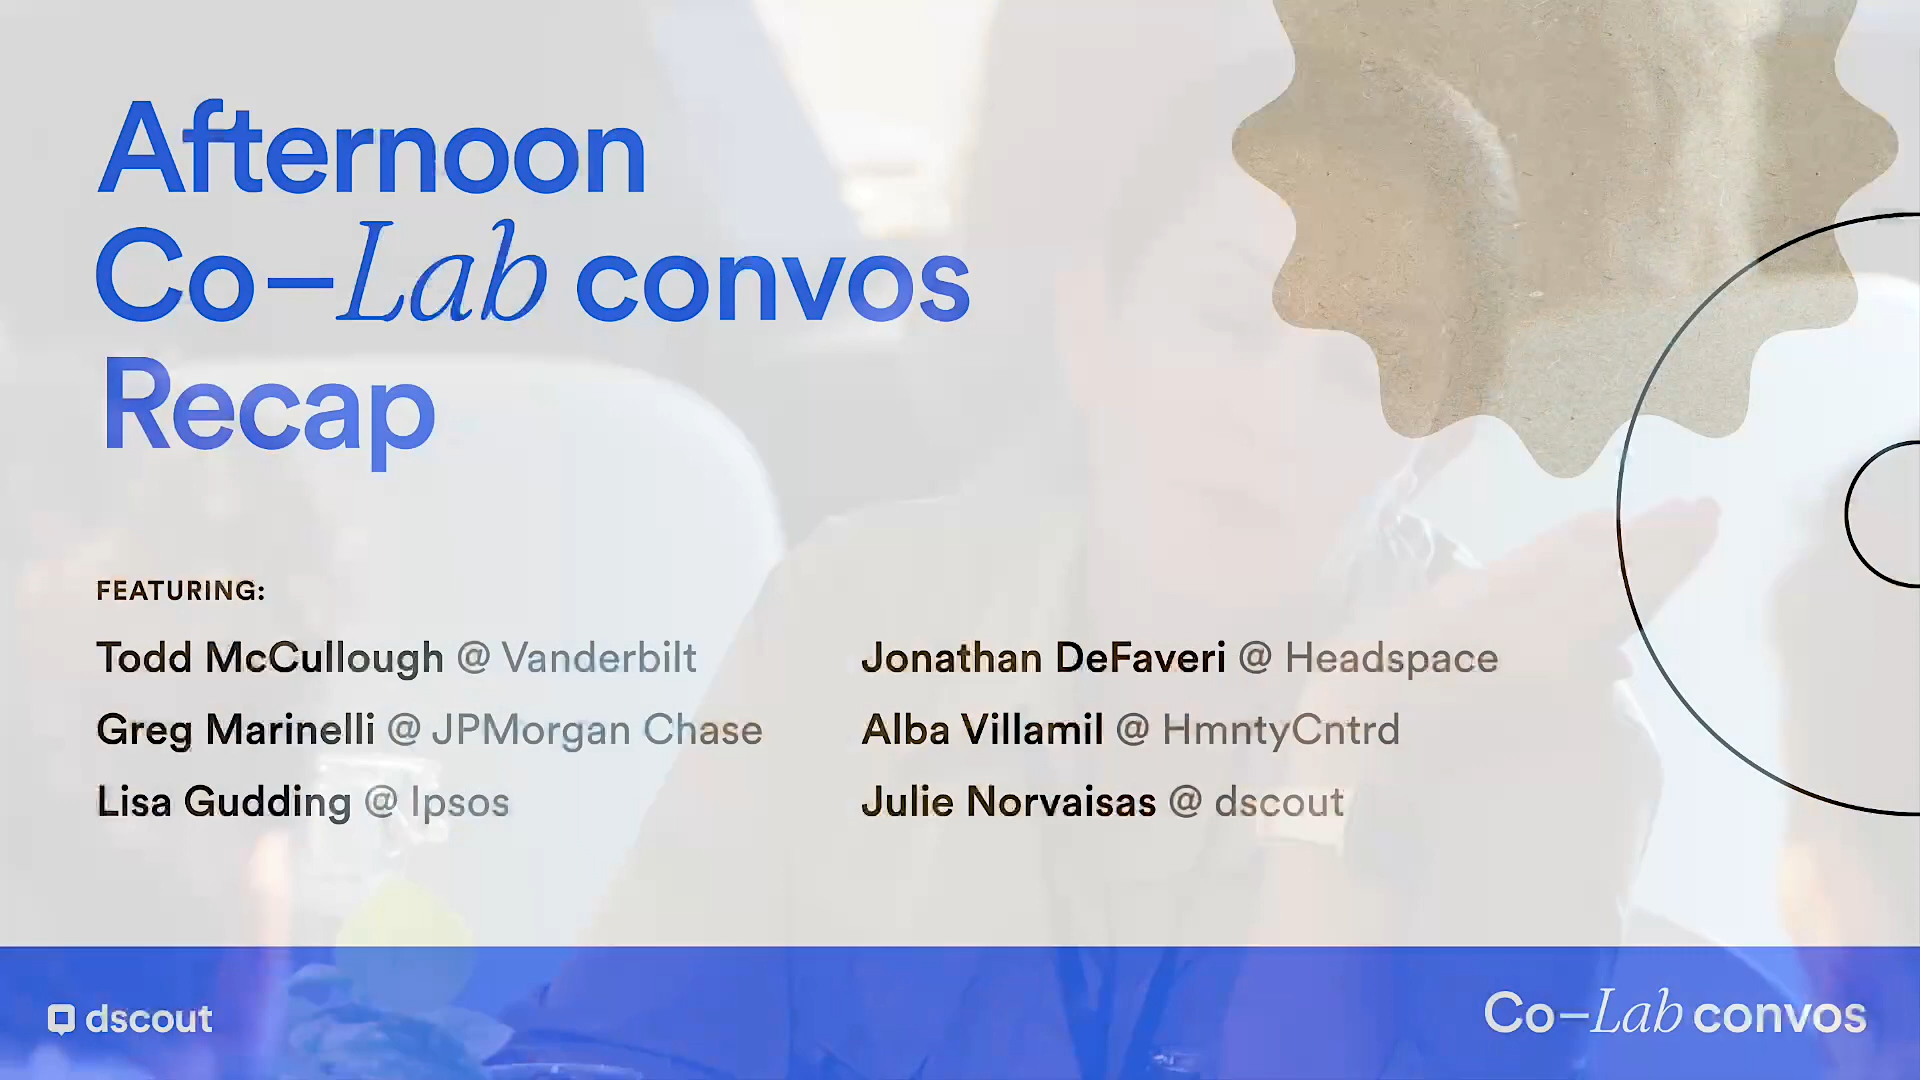 Afternoon
Co–Lab convos
Recap
FEATURING:
Todd McCullough @ Vanderbilt
Greg Marinelli @ JPMorgan Chase
Lisa Gudding @ Ipsos
Jonathan DeFaveri @ Headspace
Alba Villamil @ HmntyCntrd
Julie Norvaisas @ dscout
dscout
Co–Lab convos